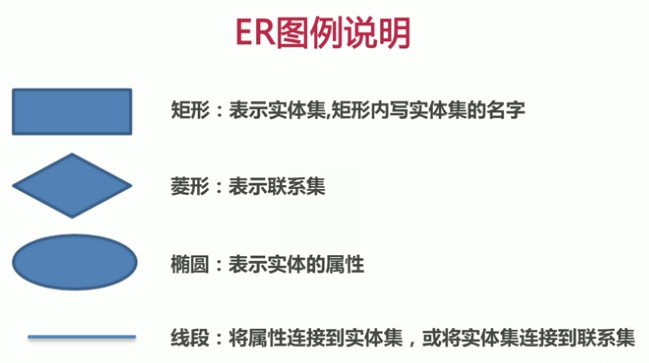 ER图例说明
矩形：表示实体集,矩形内写实体集的名字
菱形：表示联系集
椭圆：表示实体的属性
线段：将属性连接到实体集，或将实体集连接到联系集